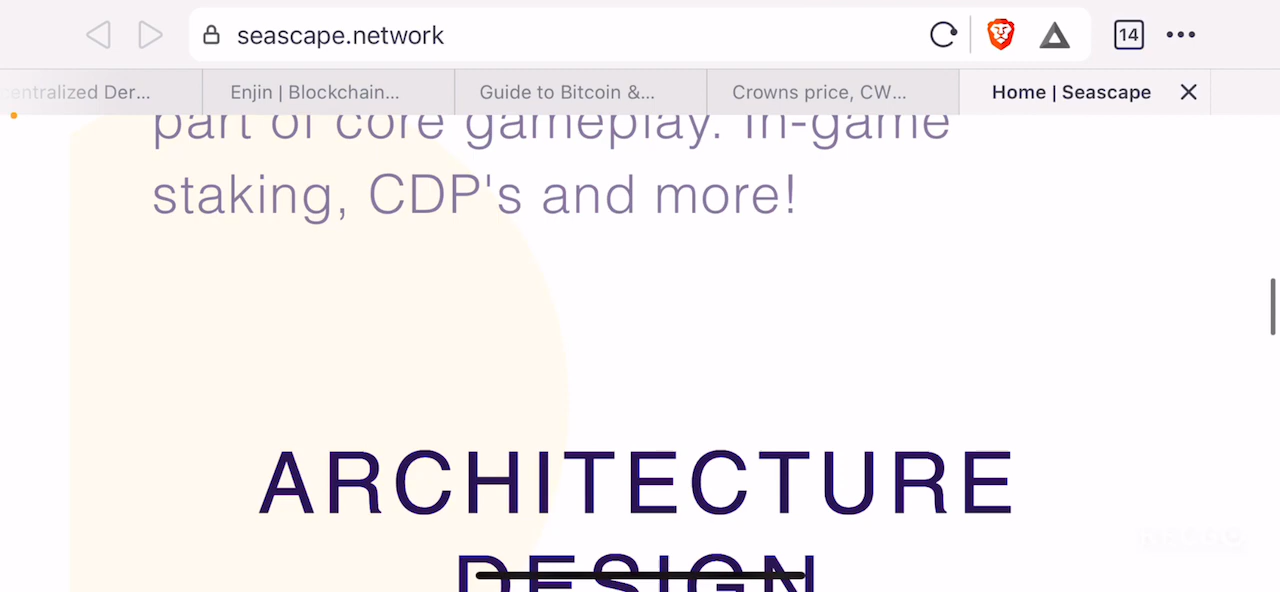 seascape.network
14
entralized Der...
Enjin | Blockchain...
Guide to Bitcoin &...
Crowns price, CW...
Home | Seascape
part of core gameplay. In-game
staking, CDP's and more!
ARCHITECTURE
DESIGN